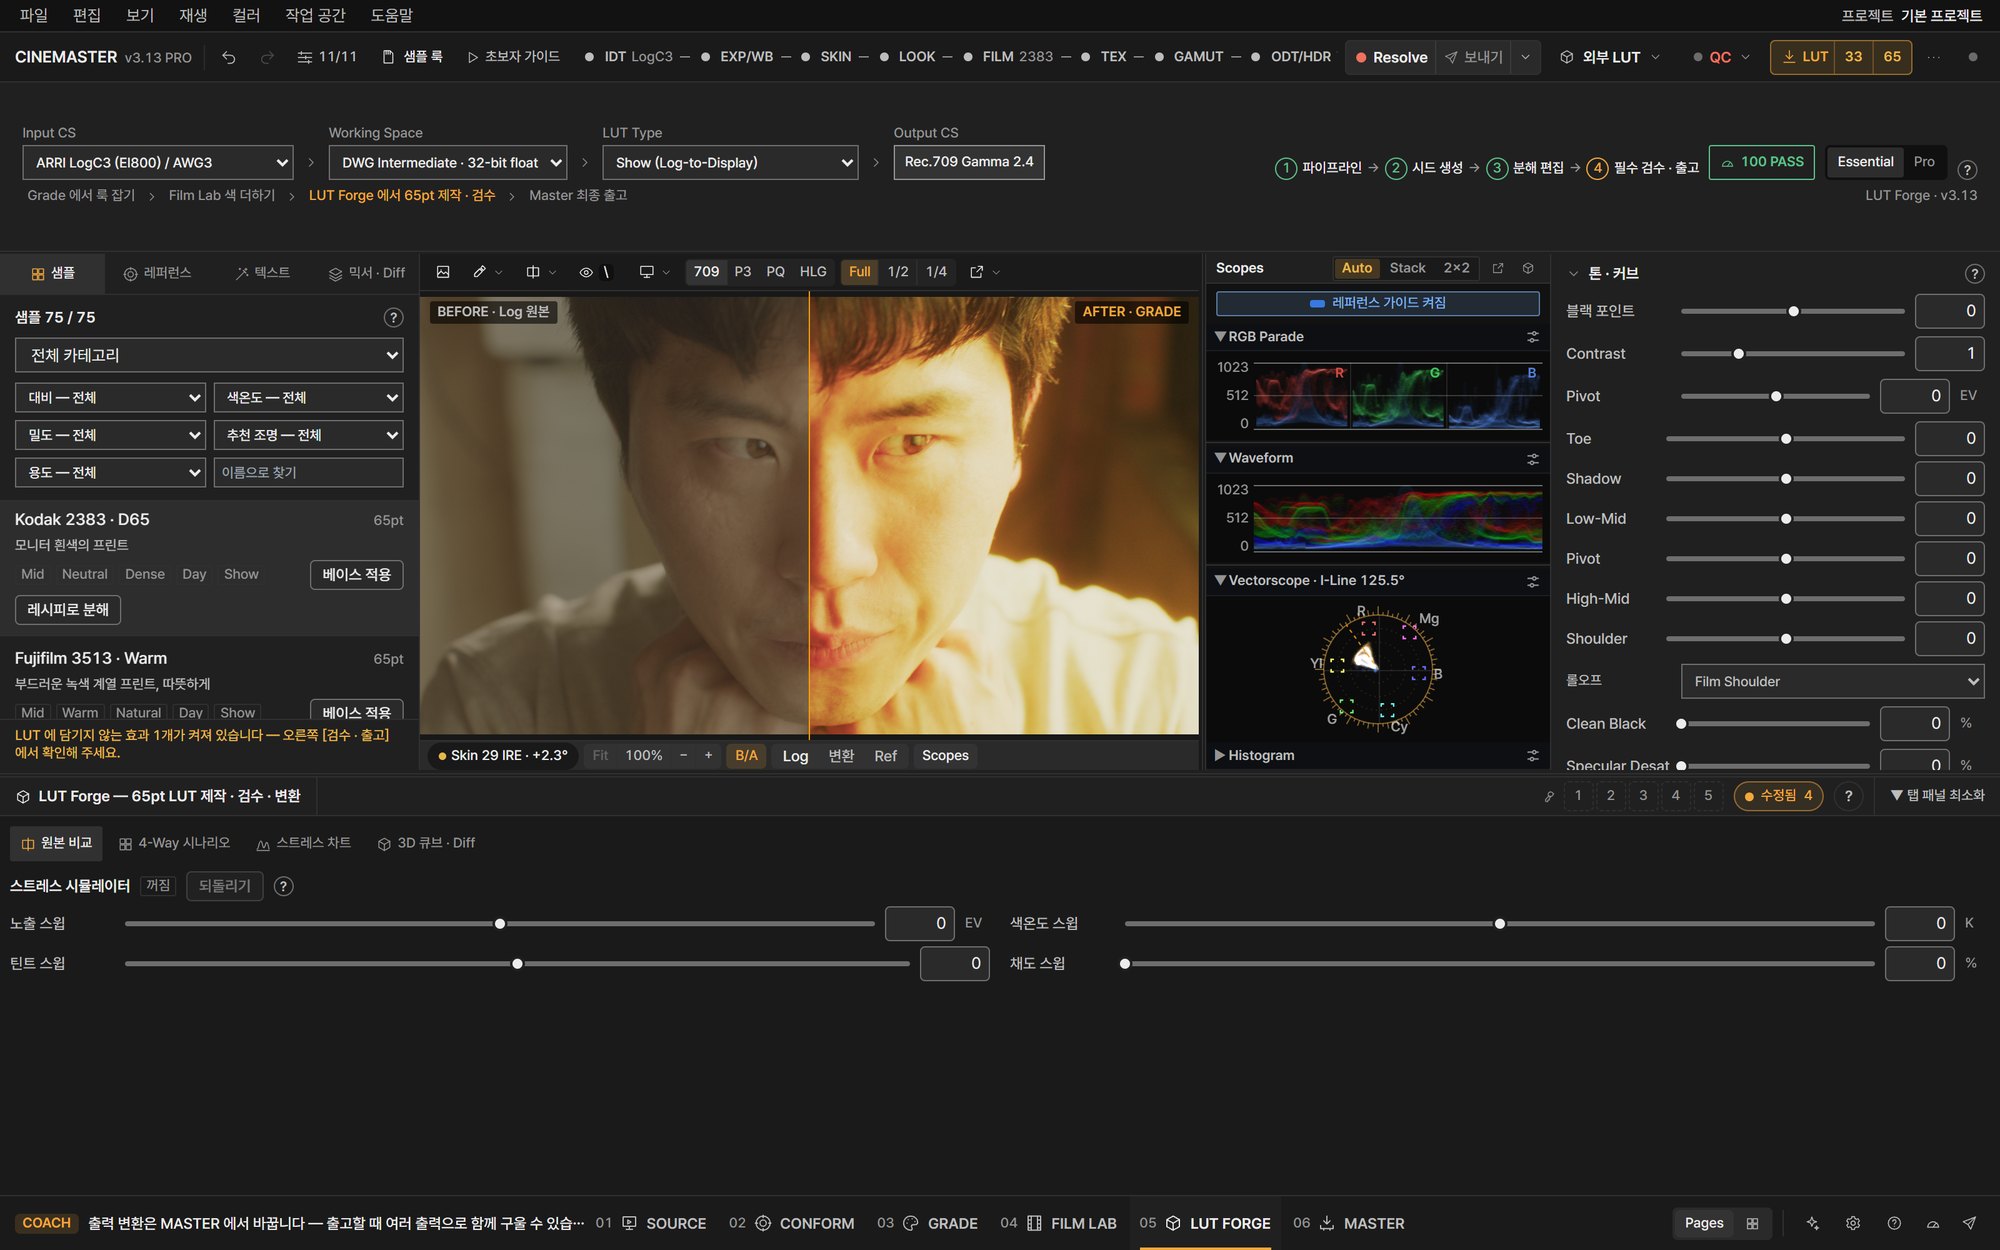 파일 편집 보기 재생 컬러 작업 공간 도움말 프로젝트 기본 프로젝트
CINEMASTER v3.13 PRO 11/11 샘플 룩 초보자 가이드 IDT LogC3 EXP/WB SKIN LOOK FILM 2383 TEX GAMUT ODT/HDR Resolve 보내기 외부 LUT QC LUT 33 65 ···
Input CS Working Space LUT Type Output CS
ARRI LogC3 (EI800) / AWG3 > DWG Intermediate · 32-bit float > Show (Log-to-Display) > Rec.709 Gamma 2.4
1 파이프라인 → 2 시드 생성 → 3 분해 편집 → 4 필수 검수 · 출고 100 PASS Essential Pro ?
Grade 에서 룩 잡기 > Film Lab 색 더하기 > LUT Forge 에서 65pt 제작 · 검수 > Master 최종 출고 LUT Forge · v3.13
샘플 레퍼런스 텍스트 믹서 · Diff
샘플 75 / 75 ?
전체 카테고리
대비 — 전체 색온도 — 전체
밀도 — 전체 추천 조명 — 전체
용도 — 전체 이름으로 찾기
Kodak 2383 · D65 65pt
모니터 흰색의 프린트
Mid Neutral Dense Day Show 베이스 적용
레시피로 분해
Fujifilm 3513 · Warm 65pt
부드러운 녹색 계열 프린트, 따뜻하게
Mid Warm Natural Day Show 베이스 적용
LUT 에 담기지 않는 효과 1개가 켜져 있습니다 — 오른쪽 [검수 · 출고]
에서 확인해 주세요.
709 P3 PQ HLG Full 1/2 1/4
BEFORE · Log 원본 AFTER · GRADE
Skin 29 IRE · +2.3° Fit 100% − + B/A Log 변환 Ref Scopes
Scopes Auto Stack 2×2
레퍼런스 가이드 켜짐
▼RGB Parade
1023
512
0
R G B
▼Waveform
1023
512
0
▼Vectorscope · I-Line 125.5°
R Mg
Yl B
G Cy
▶Histogram
톤 · 커브 ?
블랙 포인트 0
Contrast 1
Pivot 0 EV
Toe 0
Shadow 0
Low-Mid 0
Pivot 0
High-Mid 0
Shoulder 0
롤오프 Film Shoulder
Clean Black 0 %
Specular Desat 0 %
LUT Forge — 65pt LUT 제작 · 검수 · 변환 1 2 3 4 5 수정됨 4 ? ▼ 탭 패널 최소화
원본 비교 4-Way 시나리오 스트레스 차트 3D 큐브 · Diff
스트레스 시뮬레이터 꺼짐 되돌리기 ?
노출 스윕 0 EV 색온도 스윕 0 K
틴트 스윕 0 채도 스윕 0 %
COACH 출력 변환은 MASTER 에서 바꿉니다 — 출고할 때 여러 출력으로 함께 구울 수 있습··· 01 SOURCE 02 CONFORM 03 GRADE 04 FILM LAB 05 LUT FORGE 06 MASTER Pages